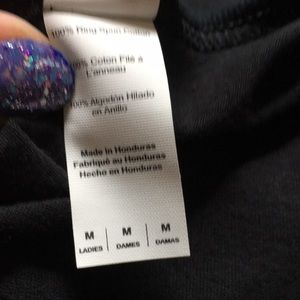 100% Ring Spun Cotton
100% Coton Filé à
L'anneau
100% Algodón Hilado
en Anillo
Made in Honduras
Fabriqué au Honduras
Hecho en Honduras
M M M
LADIES DAMES DAMAS